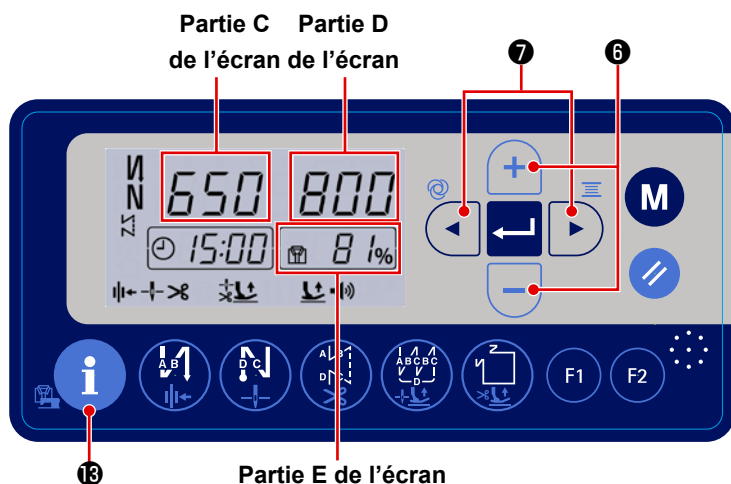 Partie C Partie D
de l'écran de l'écran
❼ ❻
650 800
15:00 81%
+
M
−
i
A B
D C
A B
D C
A B C B C
D
F1 F2
⓭ Partie E de l'écran